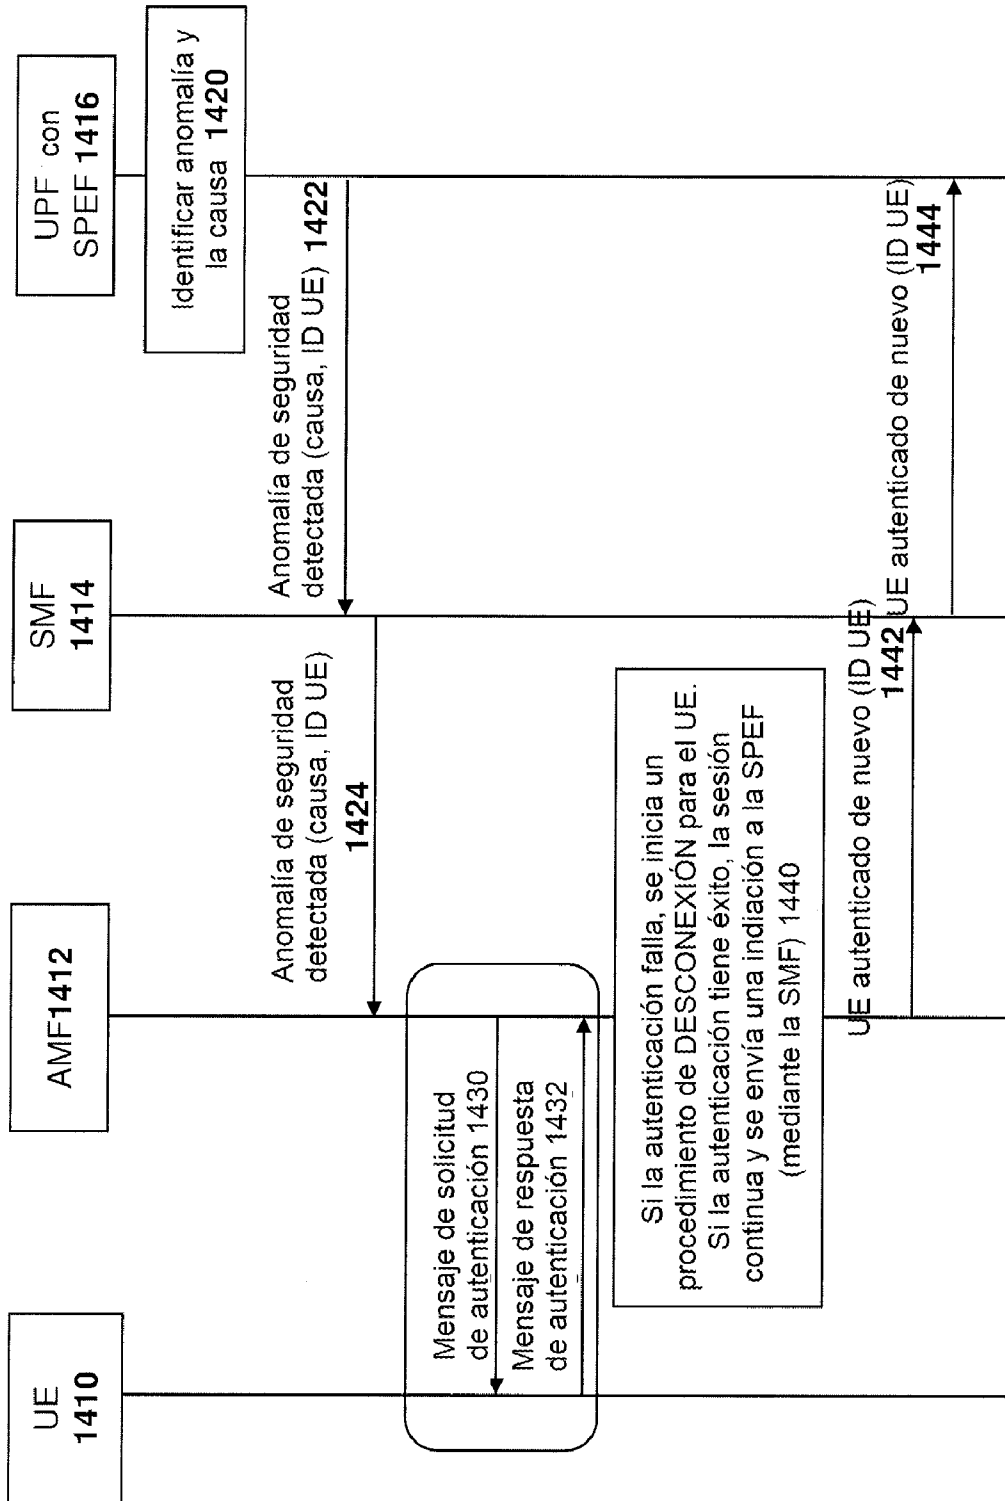 UE
1410
AMF1412
SMF
1414
UPF con
SPEF 1416
Identificar anomalía y
la causa 1420
Anomalía de seguridad
detectada (causa, ID UE) 1422
Anomalía de seguridad
detectada (causa, ID UE)
1424
Mensaje de solicitud
de autenticación 1430
Mensaje de respuesta
de autenticación 1432
Si la autenticación falla, se inicia un
procedimiento de DESCONEXIÓN para el UE.
Si la autenticación tiene éxito, la sesión
continua y se envía una indiación a la SPEF
(mediante la SMF) 1440
UE autenticado de nuevo (ID UE)
1442
UE autenticado de nuevo (ID UE)
1444